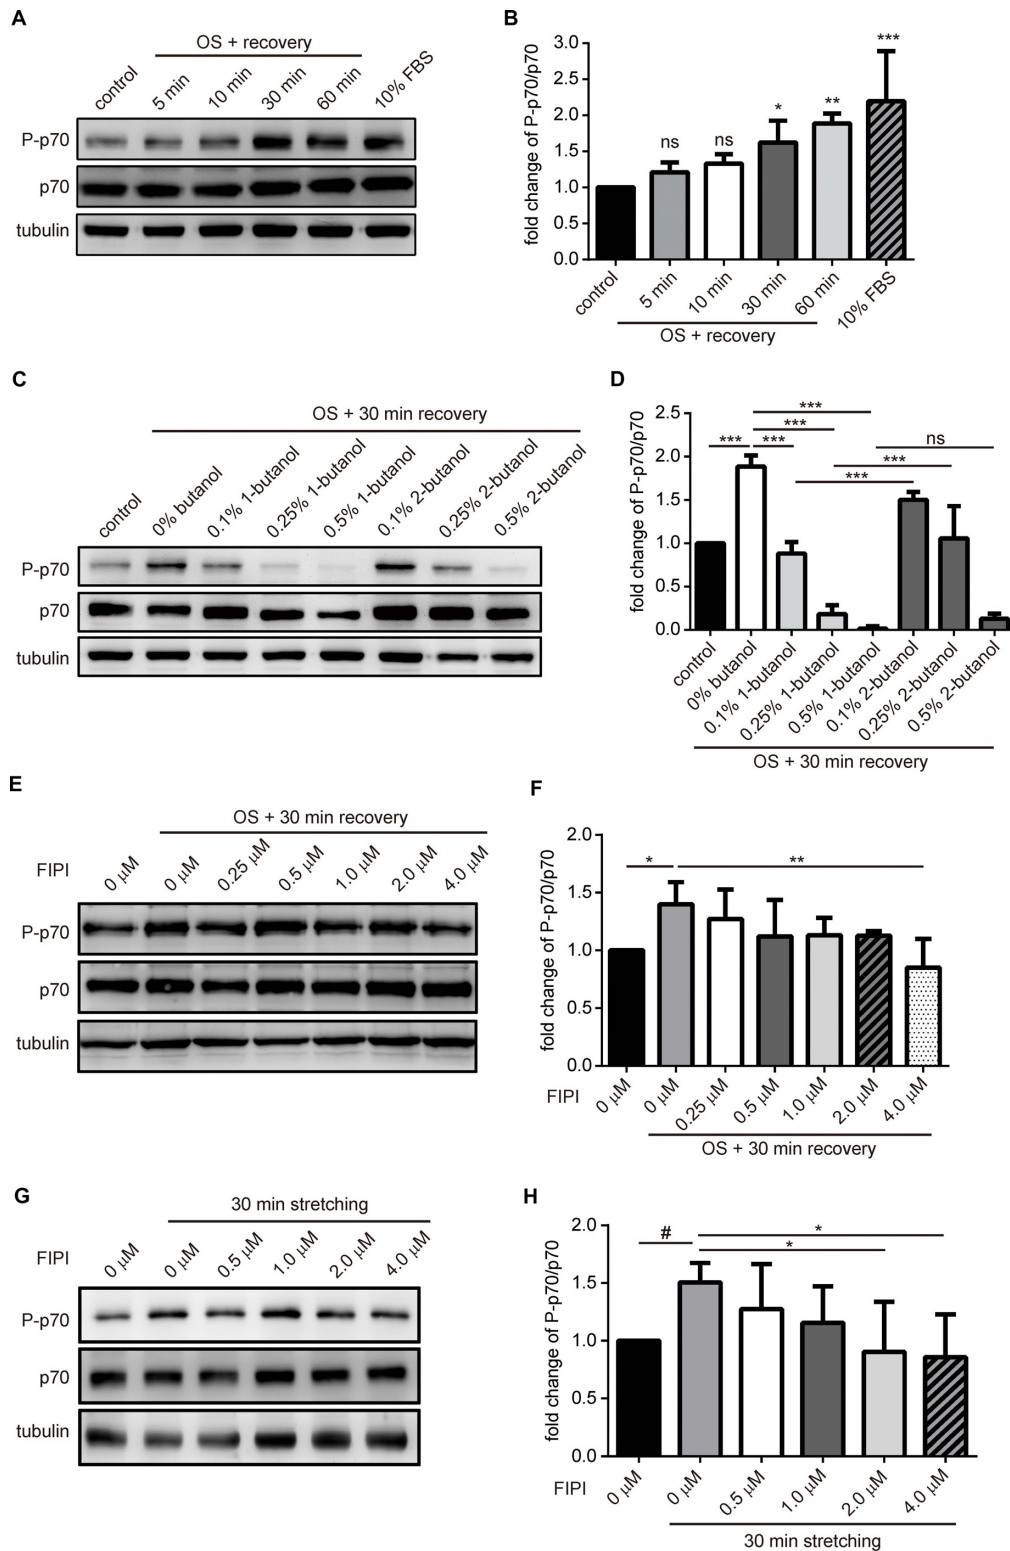 A
OS + recovery
control
5 min
10 min
30 min
60 min
10% FBS
P-p70
p70
tubulin
B
fold change of P-p70/p70
3.0
2.5
2.0
1.5
1.0
0.5
0.0
ns
ns
*
**
***
control
5 min
10 min
30 min
60 min
10% FBS
OS + recovery
C
OS + 30 min recovery
control
0% butanol
0.1% 1-butanol
0.25% 1-butanol
0.5% 1-butanol
0.1% 2-butanol
0.25% 2-butanol
0.5% 2-butanol
P-p70
p70
tubulin
D
fold change of P-p70/p70
2.5
2.0
1.5
1.0
0.5
0.0
***
***
*** ***
ns
***
***
control
0% butanol
0.1% 1-butanol
0.25% 1-butanol
0.5% 1-butanol
0.1% 2-butanol
0.25% 2-butanol
0.5% 2-butanol
OS + 30 min recovery
E
OS + 30 min recovery
FIPI
0 μM
0 μM
0.25 μM
0.5 μM
1.0 μM
2.0 μM
4.0 μM
P-p70
p70
tubulin
F
fold change of P-p70/p70
2.0
1.5
1.0
0.5
0.0
*
**
FIPI
0 μM
0 μM
0.25 μM
0.5 μM
1.0 μM
2.0 μM
4.0 μM
OS + 30 min recovery
G
30 min stretching
FIPI
0 μM
0 μM
0.5 μM
1.0 μM
2.0 μM
4.0 μM
P-p70
p70
tubulin
H
fold change of P-p70/p70
2.0
1.5
1.0
0.5
0.0
#
*
*
FIPI
0 μM
0 μM
0.5 μM
1.0 μM
2.0 μM
4.0 μM
30 min stretching